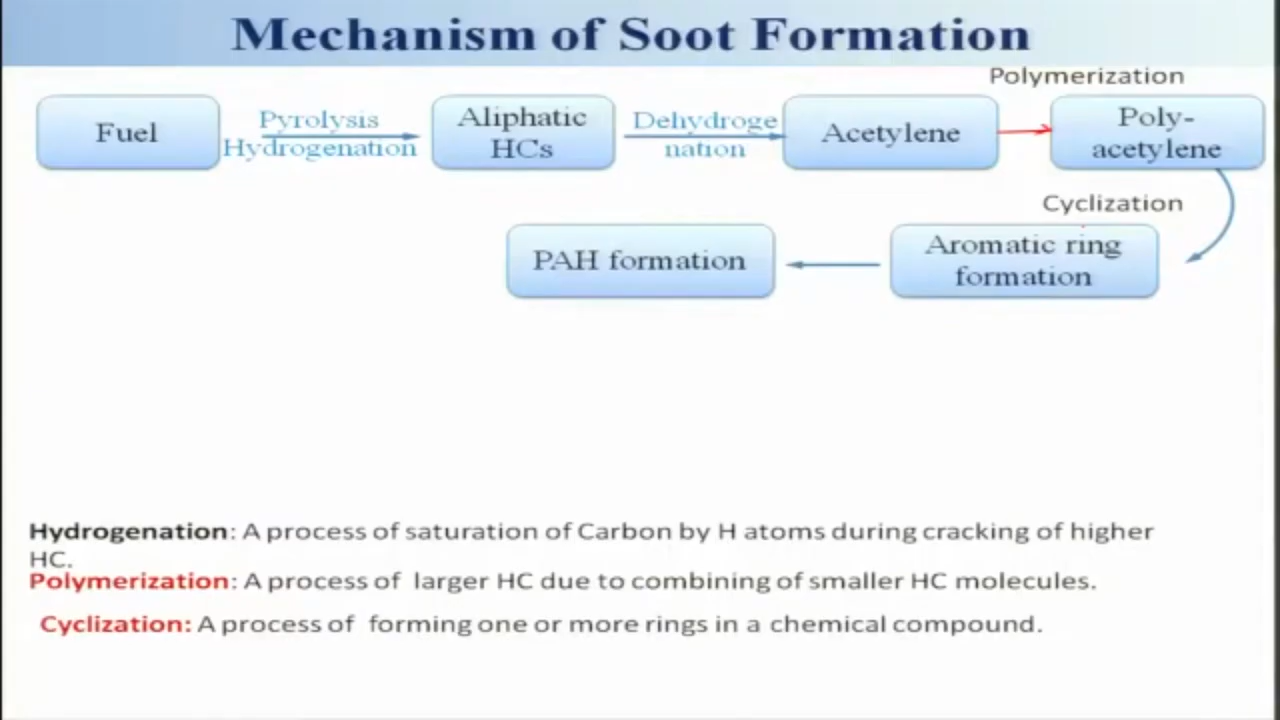 Mechanism of Soot Formation
Polymerization
Fuel
Pyrolysis
Hydrogenation
Aliphatic
HCs
Dehydroge
nation
Acetylene
Poly-
acetylene
Cyclization
Aromatic ring
formation
PAH formation
Hydrogenation: A process of saturation of Carbon by H atoms during cracking of higher
HC.
Polymerization: A process of larger HC due to combining of smaller HC molecules.
Cyclization: A process of forming one or more rings in a chemical compound.